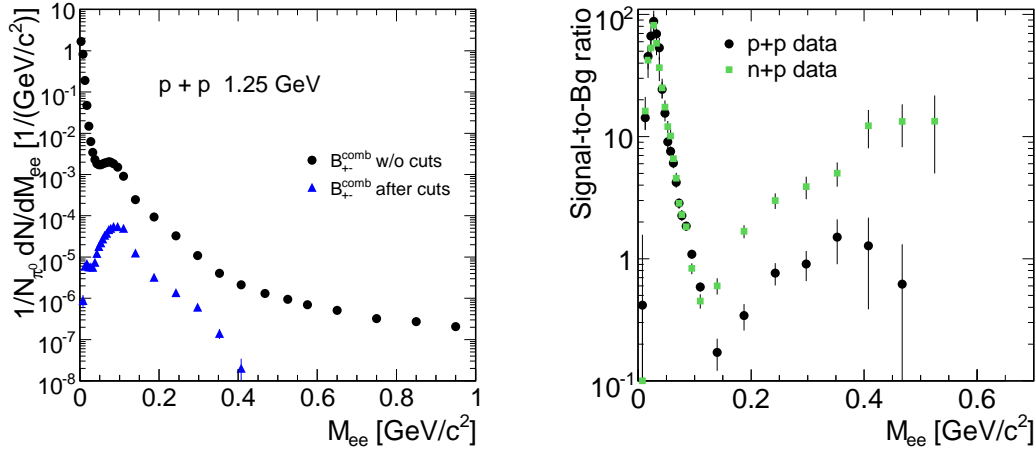 1/N_π⁰ dN/dM_ee [1/(GeV/c²)]
1
10⁻¹
10⁻²
10⁻³
10⁻⁴
10⁻⁵
10⁻⁶
10⁻⁷
10⁻⁸
p + p 1.25 GeV
B₊₋^comb w/o cuts
B₊₋^comb after cuts
0 0.2 0.4 0.6 0.8 1
M_ee [GeV/c²]
Signal-to-Bg ratio
10²
10
1
10⁻¹
p+p data
n+p data
0 0.2 0.4 0.6
M_ee [GeV/c²]